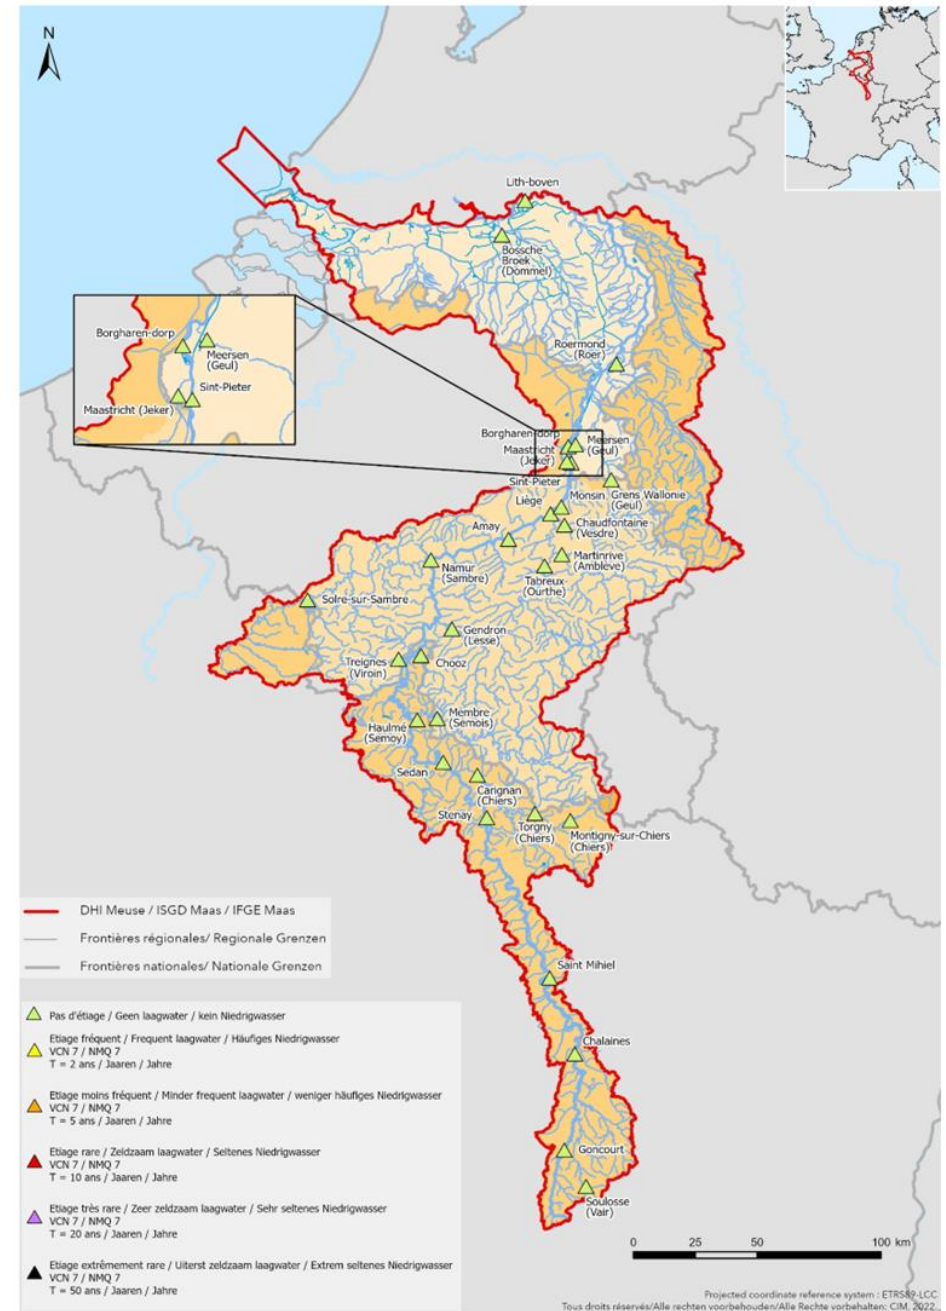 N
Lith-boven
Bossche
Broek
(Dommel)
Roermond
(Roer)
Borgharen-dorp
Meersen
(Geul)
Sint-Pieter
Maastricht (Jeker)
Borgharen-dorp
Maastricht
(Jeker)
Meersen
(Geul)
Sint-Pieter
Monsin
Grens Wallonie
(Geul)
Liège
Chaudfontaine
(Vesdre)
Amay
Martinrive
(Amblève)
Namur
(Sambre)
Tabreux
(Ourthe)
Solre-sur-Sambre
Gendron
(Lesse)
Treignes
(Viroin)
Chooz
Haulmé
(Semoy)
Membre
(Semois)
Sedan
Carignan
(Chiers)
Stenay
Torgny
(Chiers)
Montigny-sur-Chiers
(Chiers)
Saint Mihiel
Chalaines
Goncourt
Soulosse
(Vair)
DHI Meuse / ISGD Maas / IFGE Maas
Frontières régionales/ Regionale Grenzen
Frontières nationales/ Nationale Grenzen
Pas d'étiage / Geen laagwater / kein Niedrigwasser
Etiage fréquent / Frequent laagwater / Häufiges Niedrigwasser
VCN 7 / NMQ 7
T = 2 ans / Jaaren / Jahre
Etiage moins fréquent / Minder frequent laagwater / weniger häufiges Niedrigwasser
VCN 7 / NMQ 7
T = 5 ans / Jaaren / Jahre
Etiage rare / Zeldzaam laagwater / Seltenes Niedrigwasser
VCN 7 / NMQ 7
T = 10 ans / Jaaren / Jahre
Etiage très rare / Zeer zeldzaam laagwater / Sehr seltenes Niedrigwasser
VCN 7 / NMQ 7
T = 20 ans / Jaaren / Jahre
Etiage extrêmement rare / Uiterst zeldzaam laagwater / Extrem seltenes Niedrigwasser
VCN 7 / NMQ 7
T = 50 ans / Jaaren / Jahre
0 25 50 100 km
Projected coordinate reference system : ETRS89-LCC
Tous droits réservés/Alle rechten voorbehouden/Alle Rechte vorbehalten: CIM,